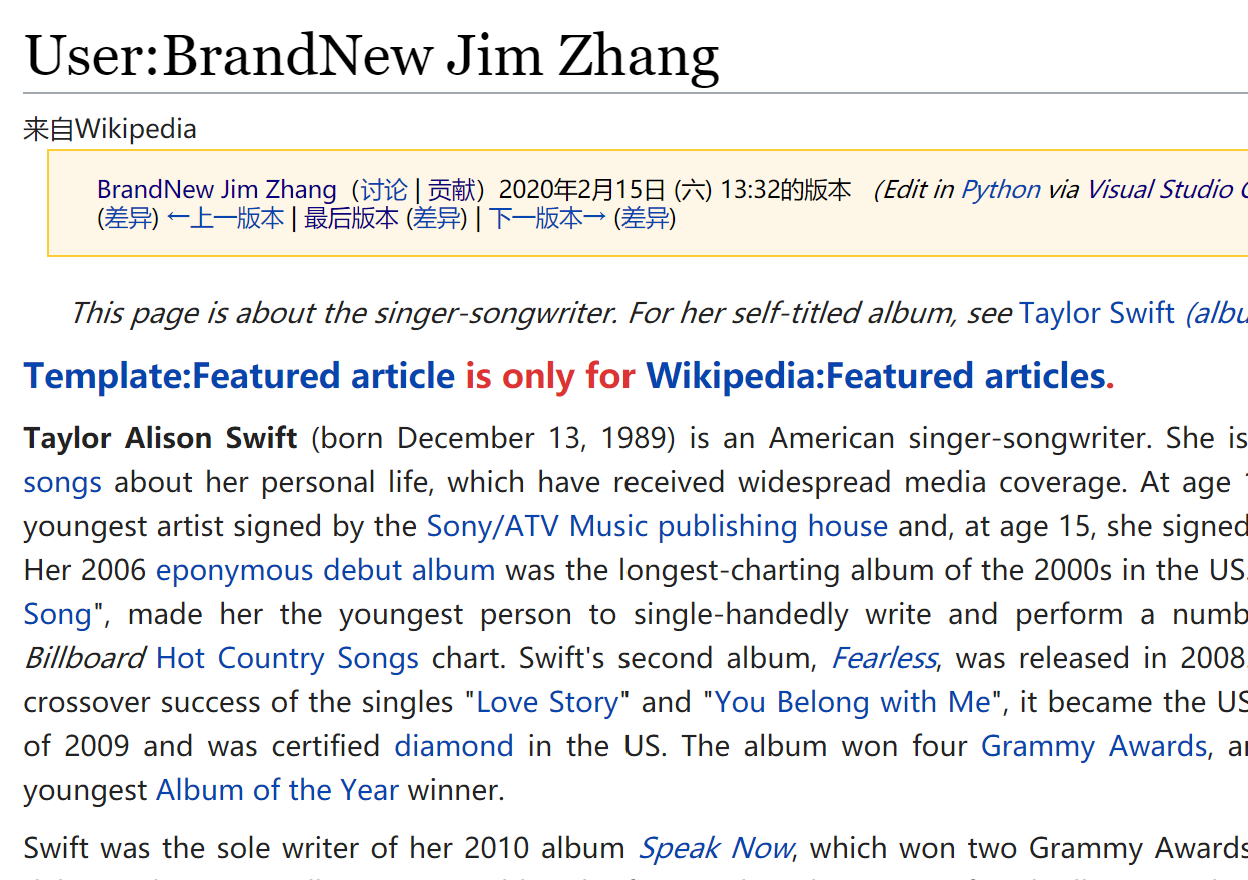 User:BrandNew Jim Zhang
来自Wikipedia
BrandNew Jim Zhang（讨论 | 贡献） 2020年2月15日 (六) 13:32的版本 (Edit in Python via Visual Studio
(差异) ←上一版本 | 最后版本 (差异) | 下一版本→ (差异)
This page is about the singer-songwriter. For her self-titled album, see Taylor Swift (albu
Template:Featured article is only for Wikipedia:Featured articles.
Taylor Alison Swift (born December 13, 1989) is an American singer-songwriter. She is
songs about her personal life, which have received widespread media coverage. At age
youngest artist signed by the Sony/ATV Music publishing house and, at age 15, she signed
Her 2006 eponymous debut album was the longest-charting album of the 2000s in the US.
Song", made her the youngest person to single-handedly write and perform a numb
Billboard Hot Country Songs chart. Swift's second album, Fearless, was released in 2008.
crossover success of the singles "Love Story" and "You Belong with Me", it became the US
of 2009 and was certified diamond in the US. The album won four Grammy Awards, a
youngest Album of the Year winner.
Swift was the sole writer of her 2010 album Speak Now, which won two Grammy Awards